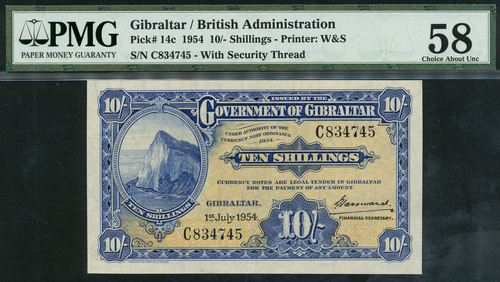 PMG
PAPER MONEY GUARANTY
Gibraltar / British Administration
Pick# 14c 1954 10/- Shillings - Printer: W&S
S/N C834745 - With Security Thread
58
Choice About Unc
10/-
10/-
ISSUED BY THE
GOVERNMENT OF GIBRALTAR
UNDER AUTHORITY OF THE
CURRENCY NOTE ORDINANCE
1934.
C834745
TEN SHILLINGS
CURRENCY NOTES ARE LEGAL TENDER IN GIBRALTAR
FOR THE PAYMENT OF ANY AMOUNT.
TEN SHILLINGS
GIBRALTAR,
1st July 1954.
10/-
FINANCIAL SECRETARY.
C834745
10/-
10/-